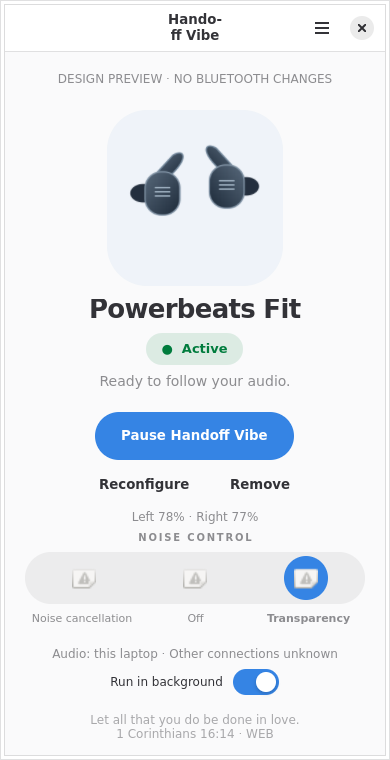 Hando-
ff Vibe
DESIGN PREVIEW · NO BLUETOOTH CHANGES
Powerbeats Fit
Active
Ready to follow your audio.
Pause Handoff Vibe
Reconfigure Remove
Left 78% · Right 77%
NOISE CONTROL
Noise cancellation Off Transparency
Audio: this laptop · Other connections unknown
Run in background
Let all that you do be done in love.
1 Corinthians 16:14 · WEB